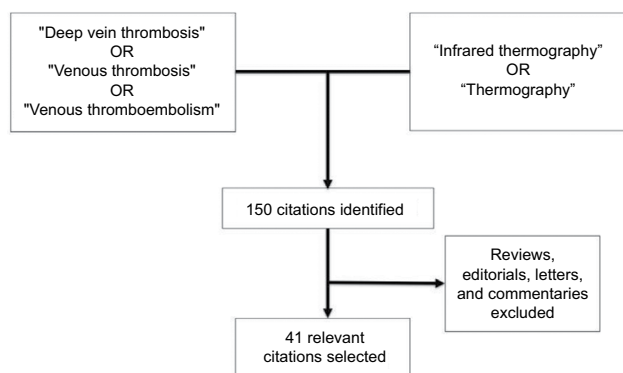 "Deep vein thrombosis"
OR
"Venous thrombosis"
OR
"Venous thromboembolism"
“Infrared thermography”
OR
“Thermography”
150 citations identified
Reviews,
editorials, letters,
and commentaries
excluded
41 relevant
citations selected